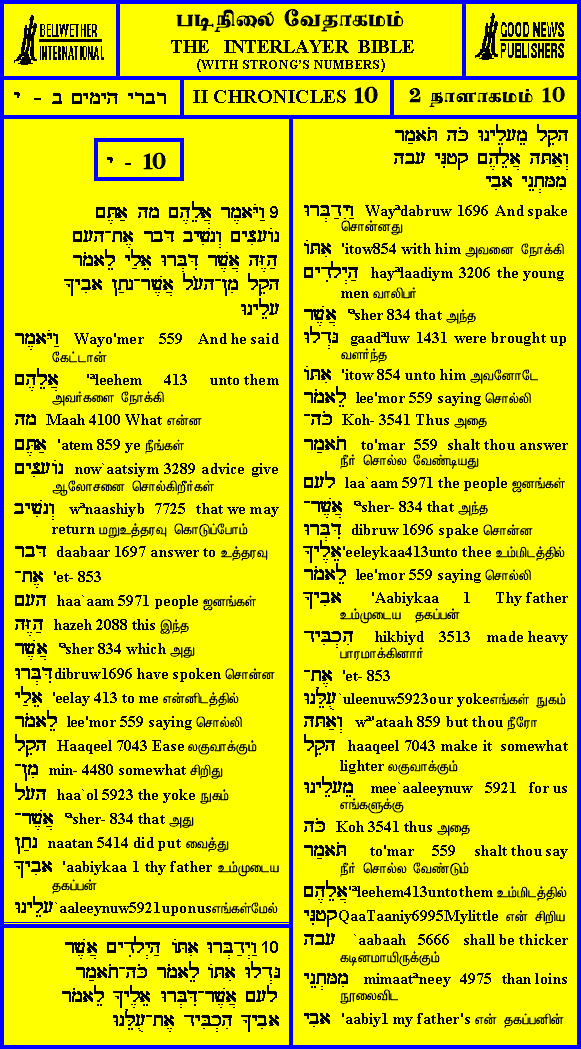 BELLWETHER
INTERNATIONAL
படிநிலை வேதாகமம்
THE INTERLAYER BIBLE
(WITH STRONG'S NUMBERS)
GOOD NEWS
PUBLISHERS
דברי הימים ב - י
II CHRONICLES 10
2 நாளாகமம் 10
10 - י
9 וַיֹּאמֶר אֲלֵהֶם מָה אַתֶּם
נוֹעָצִים וְנָשִׁיב דָּבָר אֶת־הָעָם
הַזֶּה אֲשֶׁר דִּבְּרוּ אֵלַי לֵאמֹר
הָקֵל מִן־הָעֹל אֲשֶׁר־נָתַן אָבִיךָ
עָלֵינוּ
וַיֹּאמֶר Wayo'mer 559 And he said
கேட்டான்
אֲלֵהֶם 'ªleehem 413 unto them
அவர்களை நோக்கி
מָה Maah 4100 What என்ன
אַתֶּם 'atem 859 ye நீங்கள்
נוֹעָצִים now`aatsiym 3289 advice give
ஆலோசனை சொல்கிறீர்கள்
וְנָשִׁיב wªnaashiyb 7725 that we may
return மறுஉத்தரவு கொடுப்போம்
דָּבָר daabaar 1697 answer to உத்தரவு
אֶת־ 'et- 853
הָעָם haa`aam 5971 people ஜனங்கள்
הַזֶּה hazeh 2088 this இந்த
אֲשֶׁר ªsher 834 which அது
דִּבְּרוּ dibruw1696 have spoken சொன்ன
אֵלַי 'eelay 413 to me என்னிடத்தில்
לֵאמֹר lee'mor 559 saying சொல்லி
הָקֵל Haaqeel 7043 Ease லகுவாக்கும்
מִן־ min- 4480 somewhat சிறிது
הָעֹל haa`ol 5923 the yoke நுகம்
אֲשֶׁר־ ªsher- 834 that அது
נָתַן naatan 5414 did put வைத்து
אָבִיךָ 'aabiykaa 1 thy father உம்முடைய
தகப்பன்
עָלֵינוּ `aaleeynuw5921uponusஎங்கள்மேல்
10 וַיְדַבְּרוּ אִתּוֹ הַיְלָדִים אֲשֶׁר
גָּדְלוּ אִתּוֹ לֵאמֹר כֹּה־תֹאמַר
לָעָם אֲשֶׁר־דִּבְּרוּ אֵלֶיךָ לֵאמֹר
אָבִיךָ הִכְבִּיד אֶת־עֻלֵּנוּ
הָקֵל מֵעָלֵינוּ כֹּה תֹּאמַר
וְאַתָּה אֲלֵהֶם קָטָנִּי עָבָה
מִמָּתְנֵי אָבִי
וַיְדַבְּרוּ Wayªdabruw 1696 And spake
சொன்னது
אִתּוֹ 'itow854 with him அவனை நோக்கி
הַיְלָדִים hayªlaadiym 3206 the young
men வாலிபர்
אֲשֶׁר ªsher 834 that அந்த
גָּדְלוּ gaadªluw 1431 were brought up
வளர்ந்த
אִתּוֹ 'itow 854 unto him அவனோடே
לֵאמֹר lee'mor 559 saying சொல்லி
כֹּה־ Koh- 3541 Thus அதை
תֹאמַר to'mar 559 shalt thou answer
நீர் சொல்ல வேண்டியது
לָעָם laa`aam 5971 the people ஜனங்கள்
אֲשֶׁר־ ªsher- 834 that அந்த
דִּבְּרוּ dibruw 1696 spake சொன்ன
אֵלֶיךָ 'eeleykaa413unto thee உம்மிடத்தில்
לֵאמֹר lee'mor 559 saying சொல்லி
אָבִיךָ 'Aabiykaa 1 Thy father
உம்முடைய தகப்பன்
הִכְבִּיד hikbiyd 3513 made heavy
பாரமாக்கினார்
אֶת־ 'et- 853
עֻלֵּנוּ `uleenuw5923our yokeஎங்கள் நுகம்
וְאַתָּה wª'ataah 859 but thou நீரோ
הָקֵל haaqeel 7043 make it somewhat
lighter லகுவாக்கும்
מֵעָלֵינוּ mee`aaleeynuw 5921 for us
எங்களுக்கு
כֹּה Koh 3541 thus அதை
תֹּאמַר to'mar 559 shalt thou say
நீர் சொல்ல வேண்டும்
אֲלֵהֶם 'ªleehem413untothem உம்மிடத்தில்
קָטָנִּי QaaTaaniy6995Mylittle என் சிறிய
עָבָה `aabaah 5666 shall be thicker
கடினமாயிருக்கும்
מִמָּתְנֵי mimaatªneey 4975 than loins
நூலைவிட
אָבִי 'aabiy1 my father's என் தகப்பனின்